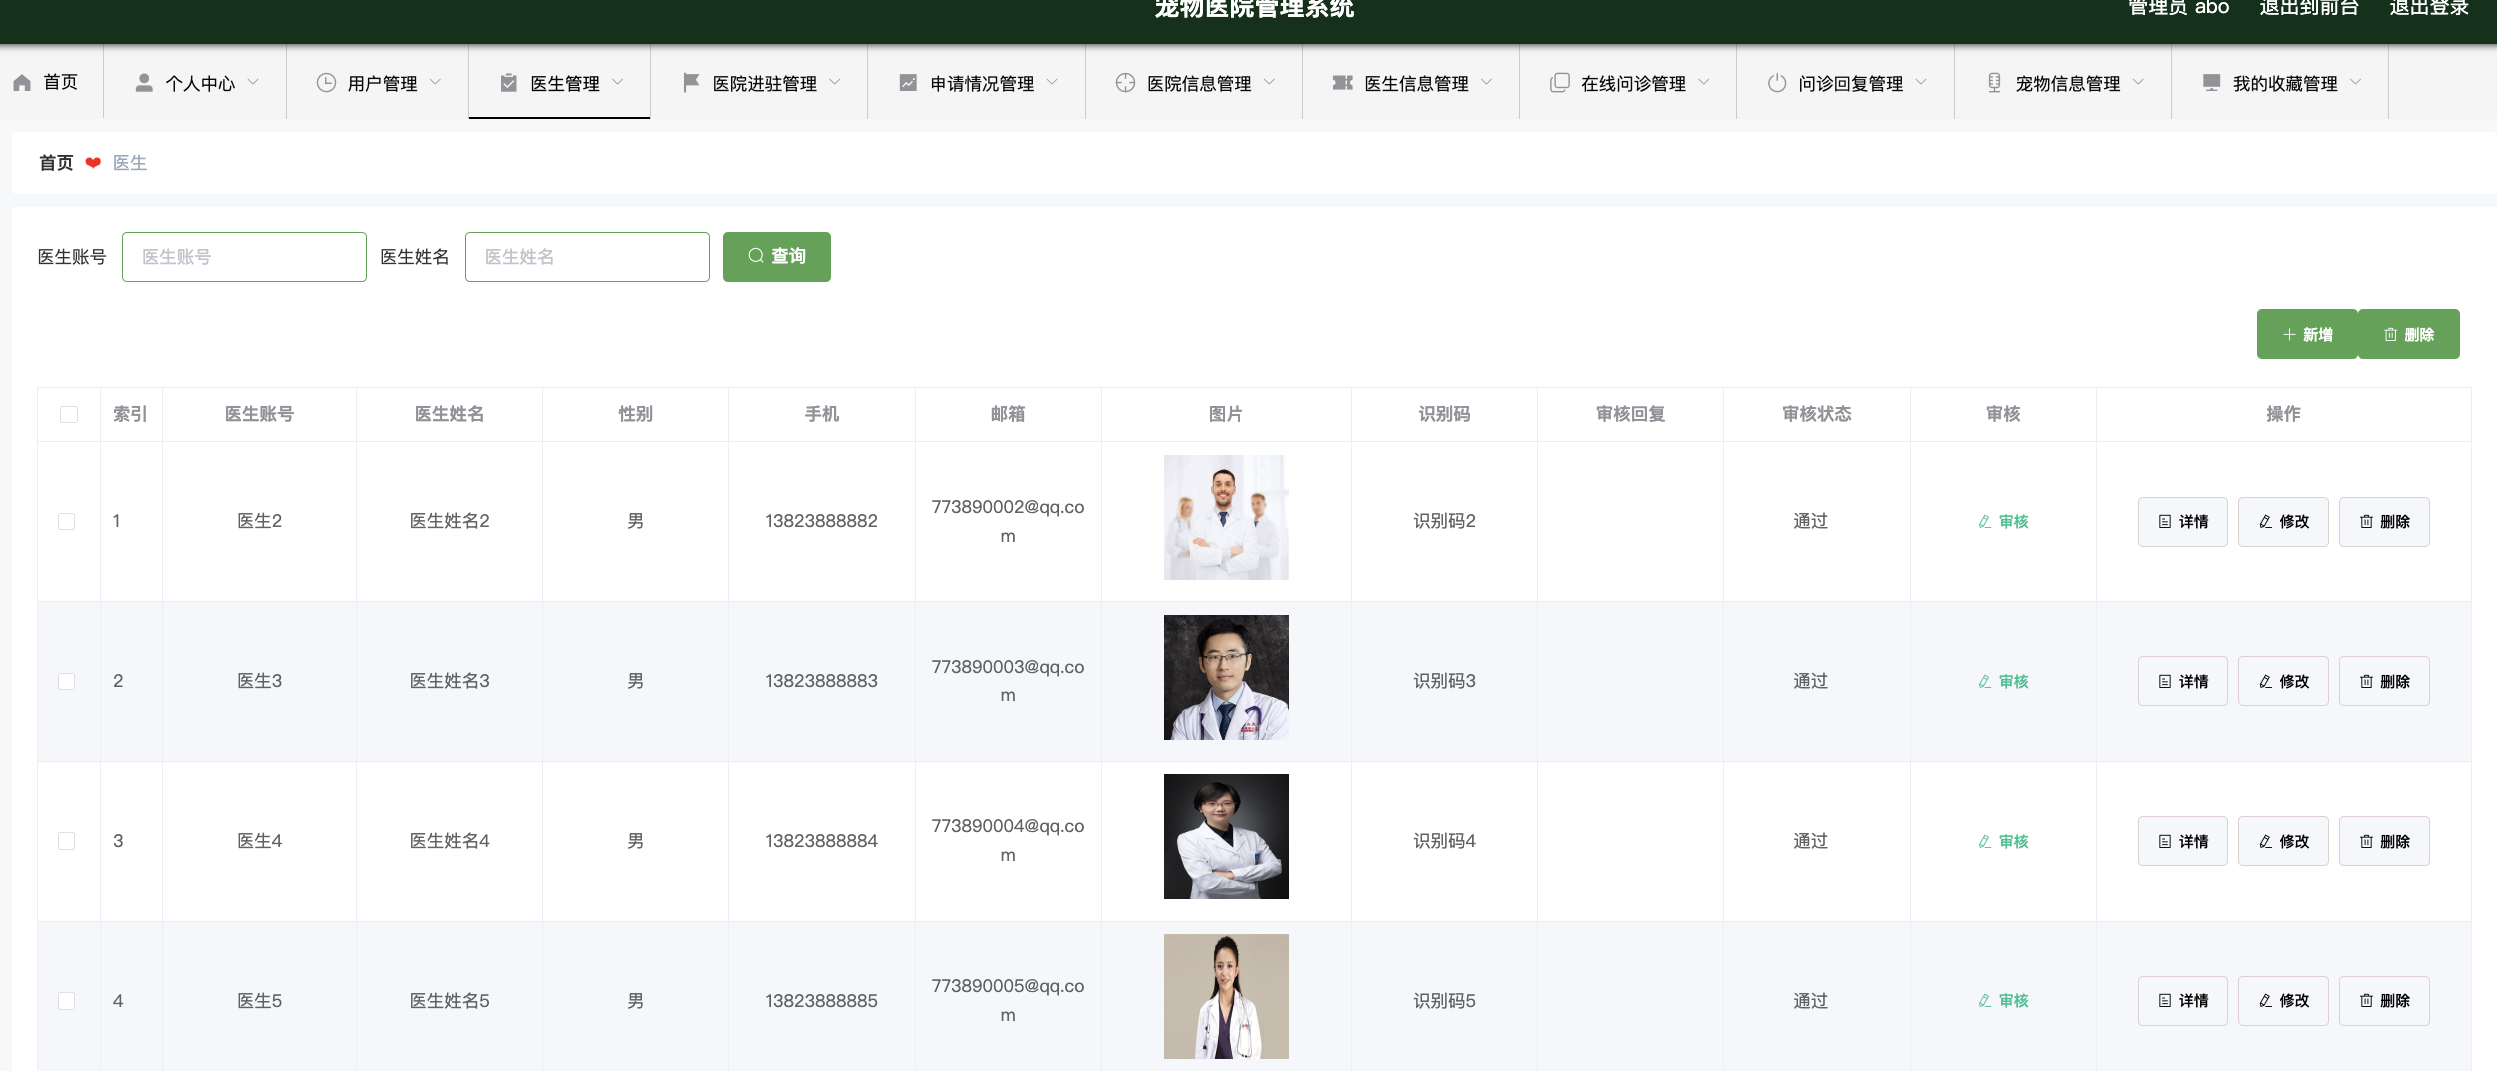 宠物医院管理系统
管理员 abo 退出到前台 退出登录
首页 个人中心 用户管理 医生管理 医院进驻管理 申请情况管理 医院信息管理 医生信息管理 在线问诊管理 问诊回复管理 宠物信息管理 我的收藏管理
首页 医生
医生账号 医生账号 医生姓名 医生姓名 查询
新增 删除
索引 医生账号 医生姓名 性别 手机 邮箱 图片 识别码 审核回复 审核状态 审核 操作
1 医生2 医生姓名2 男 13823888882 773890002@qq.co
m
识别码2 通过 审核 详情 修改 删除
2 医生3 医生姓名3 男 13823888883 773890003@qq.co
m
识别码3 通过 审核 详情 修改 删除
3 医生4 医生姓名4 男 13823888884 773890004@qq.co
m
识别码4 通过 审核 详情 修改 删除
4 医生5 医生姓名5 男 13823888885 773890005@qq.co
m
识别码5 通过 审核 详情 修改 删除